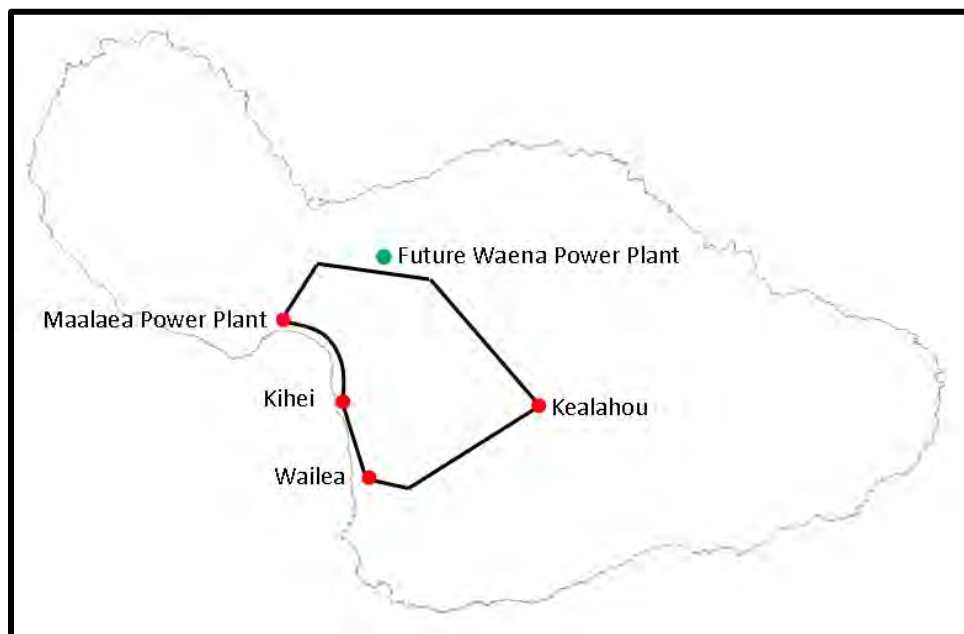 Future Waena Power Plant
Maalaea Power Plant
Kihei
Kealahou
Wailea